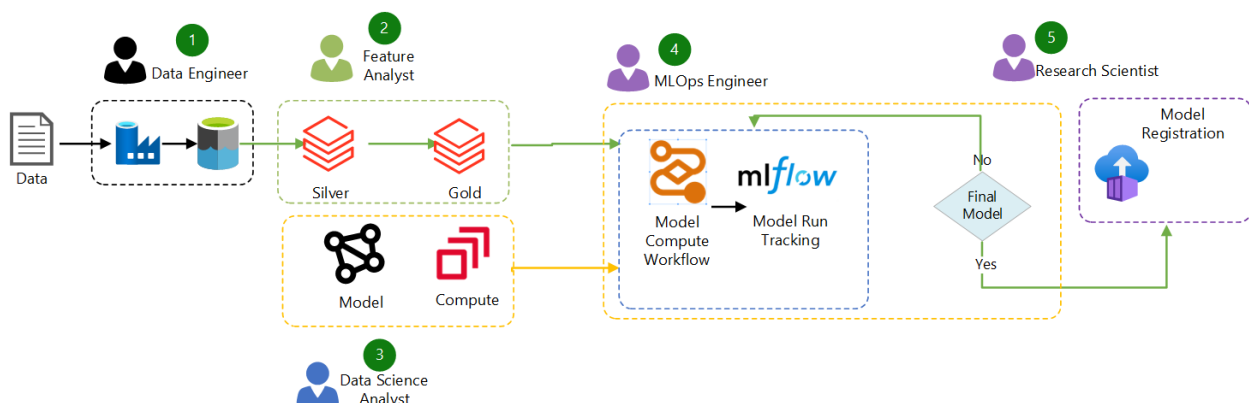 1
Data Engineer
2
Feature
Analyst
4
MLOps Engineer
5
Research Scientist
Data
Silver
Gold
Model
Compute
Workflow
mlflow
Model Run
Tracking
No
Final
Model
Yes
Model
Registration
Model
Compute
3
Data Science
Analyst